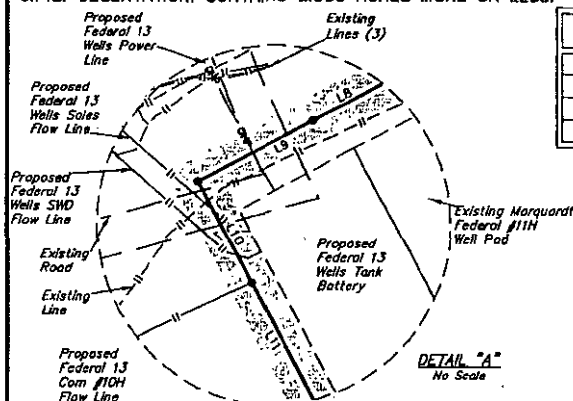 Proposed
Federal 13
Wells Power
Line
Existing
Lines (3)
Proposed
Federal 13
Wells Sales
Flow Line
L8
L9
Proposed
Federal 13
Wells SWD
Flow Line
Existing Marquardt
Federal #11H
Well Pad
L10
Proposed
Federal 13
Wells Tank
Battery
Existing
Road
Existing
Line
L11
Proposed
Federal 13
Com #10H
Flow Line
DETAIL "A"
No Scale